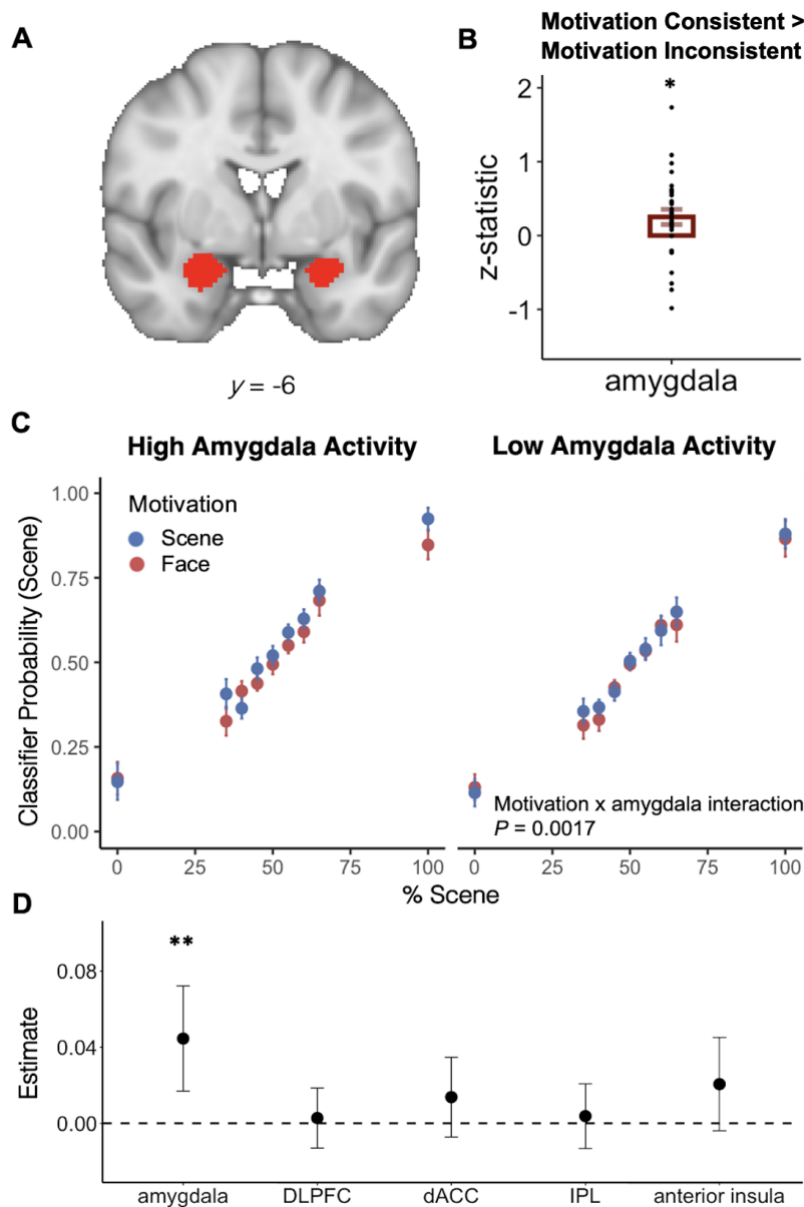 A
y = -6
B
Motivation Consistent >
Motivation Inconsistent
*
2
1
0
-1
z-statistic
amygdala
C
High Amygdala Activity
Low Amygdala Activity
Motivation
Scene
Face
1.00
0.75
0.50
0.25
0.00
Classifier Probability (Scene)
Motivation x amygdala interaction
P = 0.0017
0 25 50 75 100
0 25 50 75 100
% Scene
D
**
0.08
0.04
0.00
Estimate
amygdala DLPFC dACC IPL anterior insula